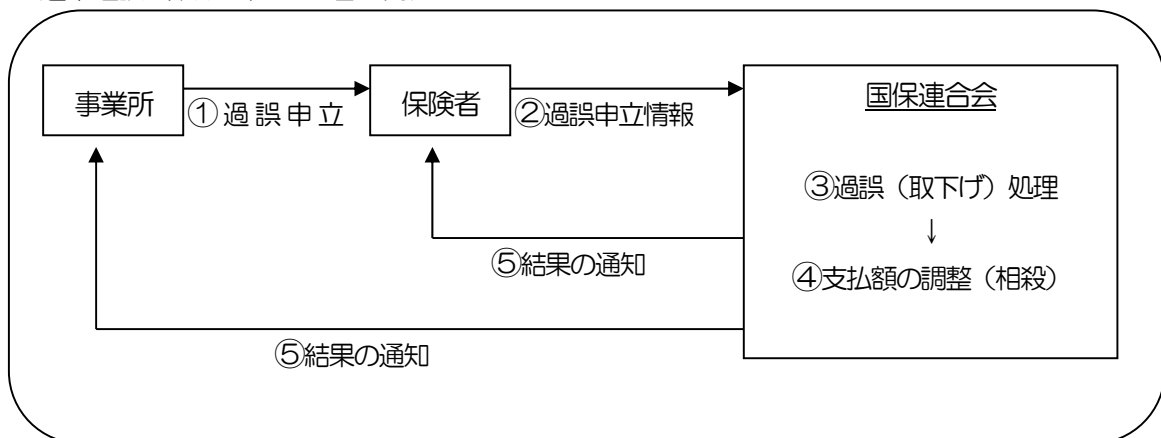 事業所
①過誤申立
保険者
②過誤申立情報
国保連合会
③過誤（取下げ）処理
↓
④支払額の調整（相殺）
⑤結果の通知
⑤結果の通知